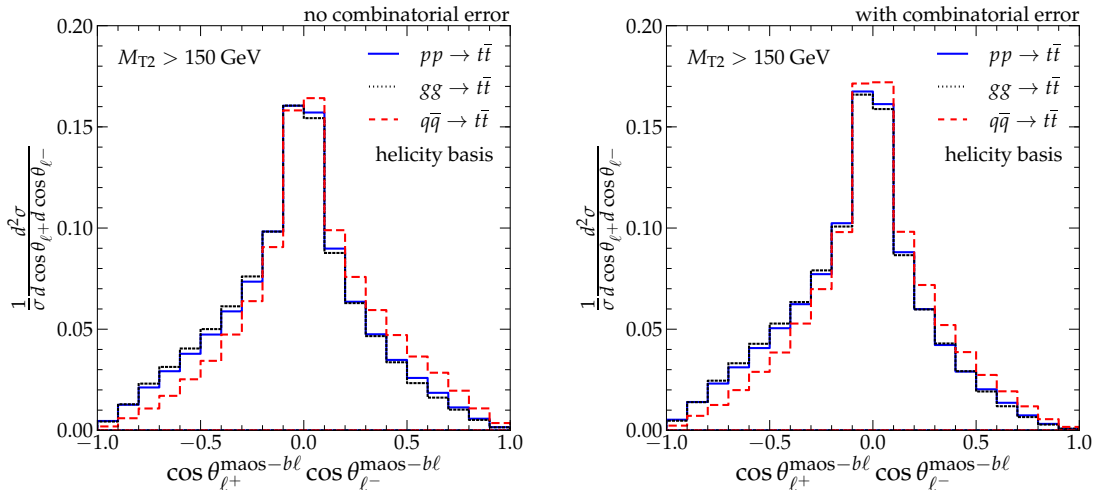 no combinatorial error
M_T2 > 150 GeV
pp → tt̄
gg → tt̄
qq̄ → tt̄
helicity basis
1/σ d²σ/(d cos θ_ℓ+ d cos θ_ℓ−)
0.20
0.15
0.10
0.05
0.00
−1.0 −0.5 0.0 0.5 1.0
cos θ_ℓ+^maos−bℓ cos θ_ℓ−^maos−bℓ
with combinatorial error
M_T2 > 150 GeV
pp → tt̄
gg → tt̄
qq̄ → tt̄
helicity basis
1/σ d²σ/(d cos θ_ℓ+ d cos θ_ℓ−)
0.20
0.15
0.10
0.05
0.00
−1.0 −0.5 0.0 0.5 1.0
cos θ_ℓ+^maos−bℓ cos θ_ℓ−^maos−bℓ